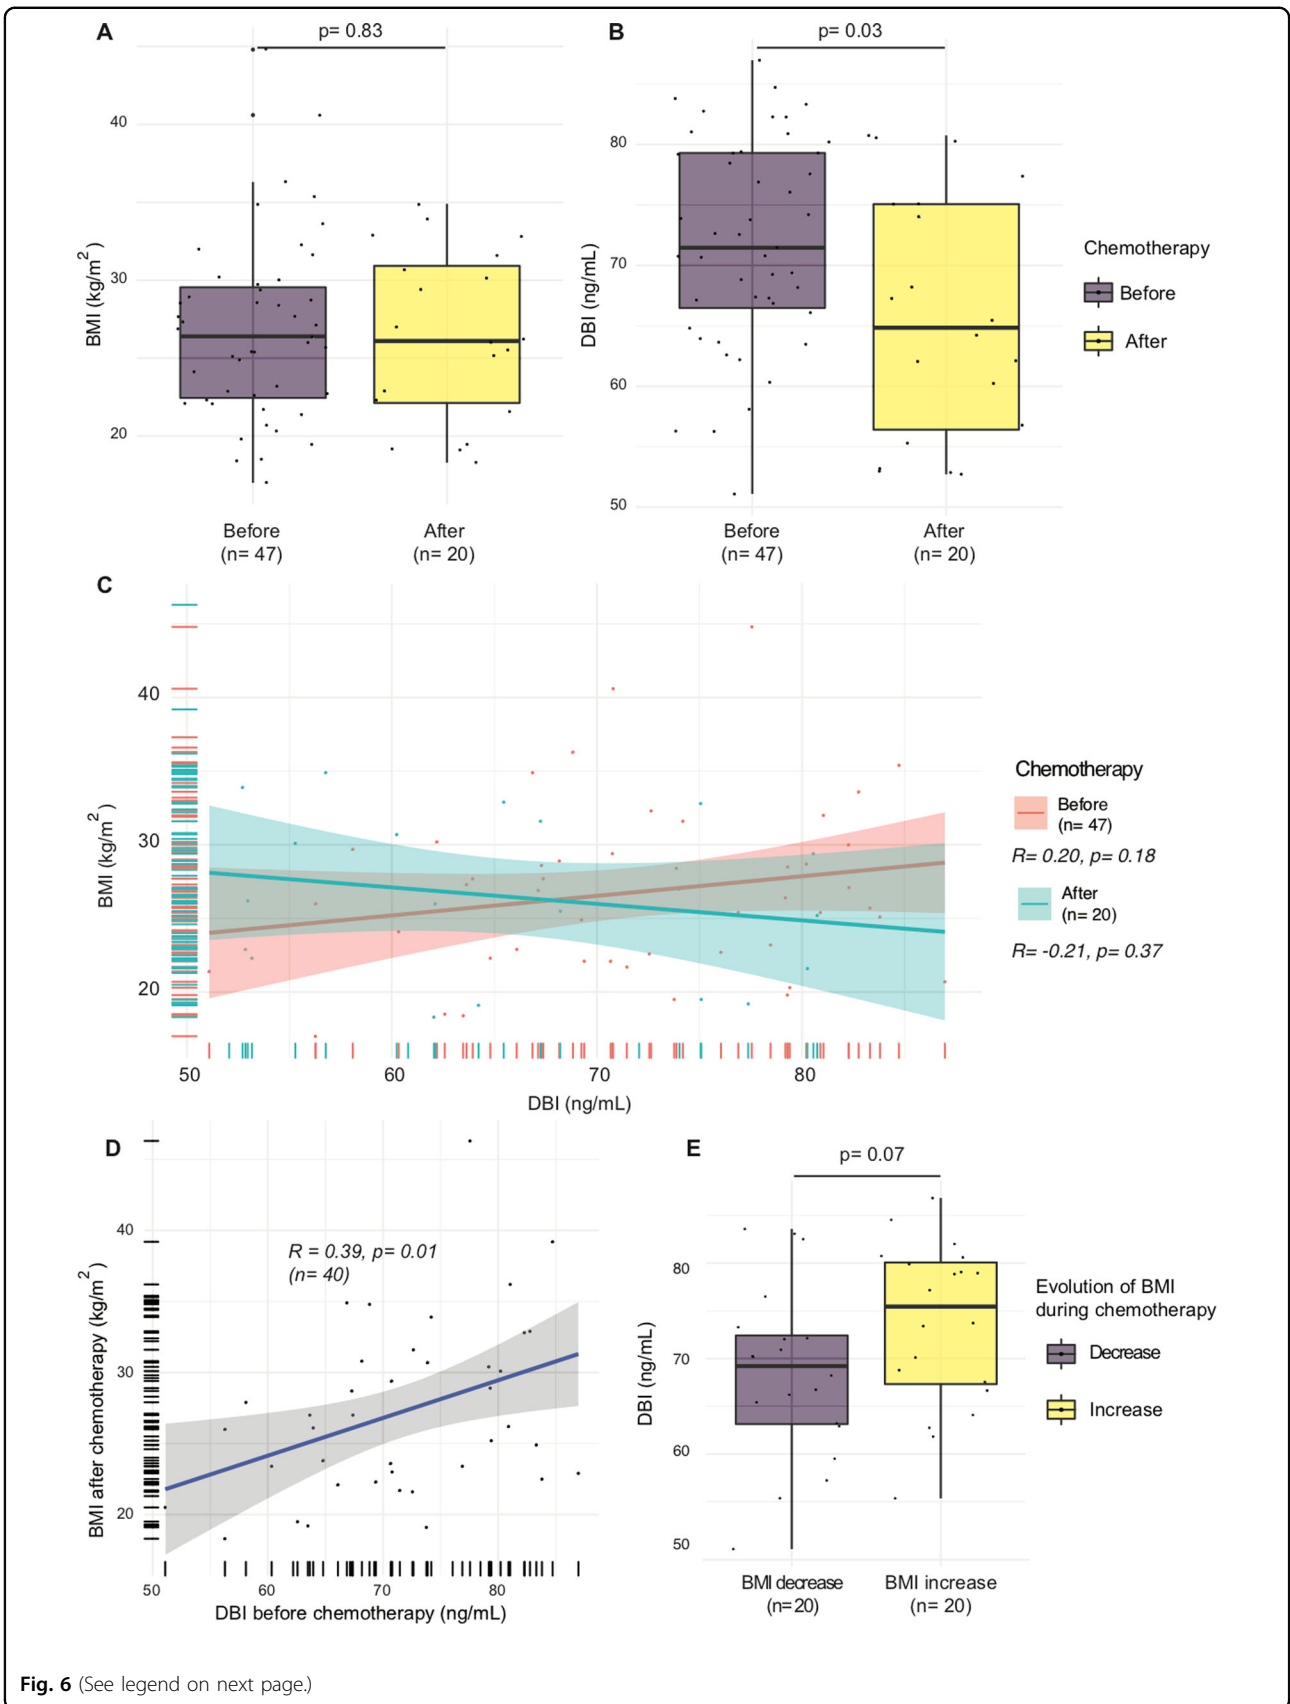 A
p= 0.83
BMI (kg/m2)
40
30
20
Before
(n= 47)
After
(n= 20)
B
p= 0.03
DBI (ng/mL)
80
70
60
50
Before
(n= 47)
After
(n= 20)
Chemotherapy
Before
After
C
BMI (kg/m2)
40
30
20
50 60 70 80
DBI (ng/mL)
Chemotherapy
Before
(n= 47)
R= 0.20, p= 0.18
After
(n= 20)
R= -0.21, p= 0.37
D
R = 0.39, p= 0.01
(n= 40)
BMI after chemotherapy (kg/m2)
40
30
20
50 60 70 80
DBI before chemotherapy (ng/mL)
E
p= 0.07
DBI (ng/mL)
80
70
60
50
BMI decrease
(n=20)
BMI increase
(n= 20)
Evolution of BMI
during chemotherapy
Decrease
Increase
Fig. 6 (See legend on next page.)